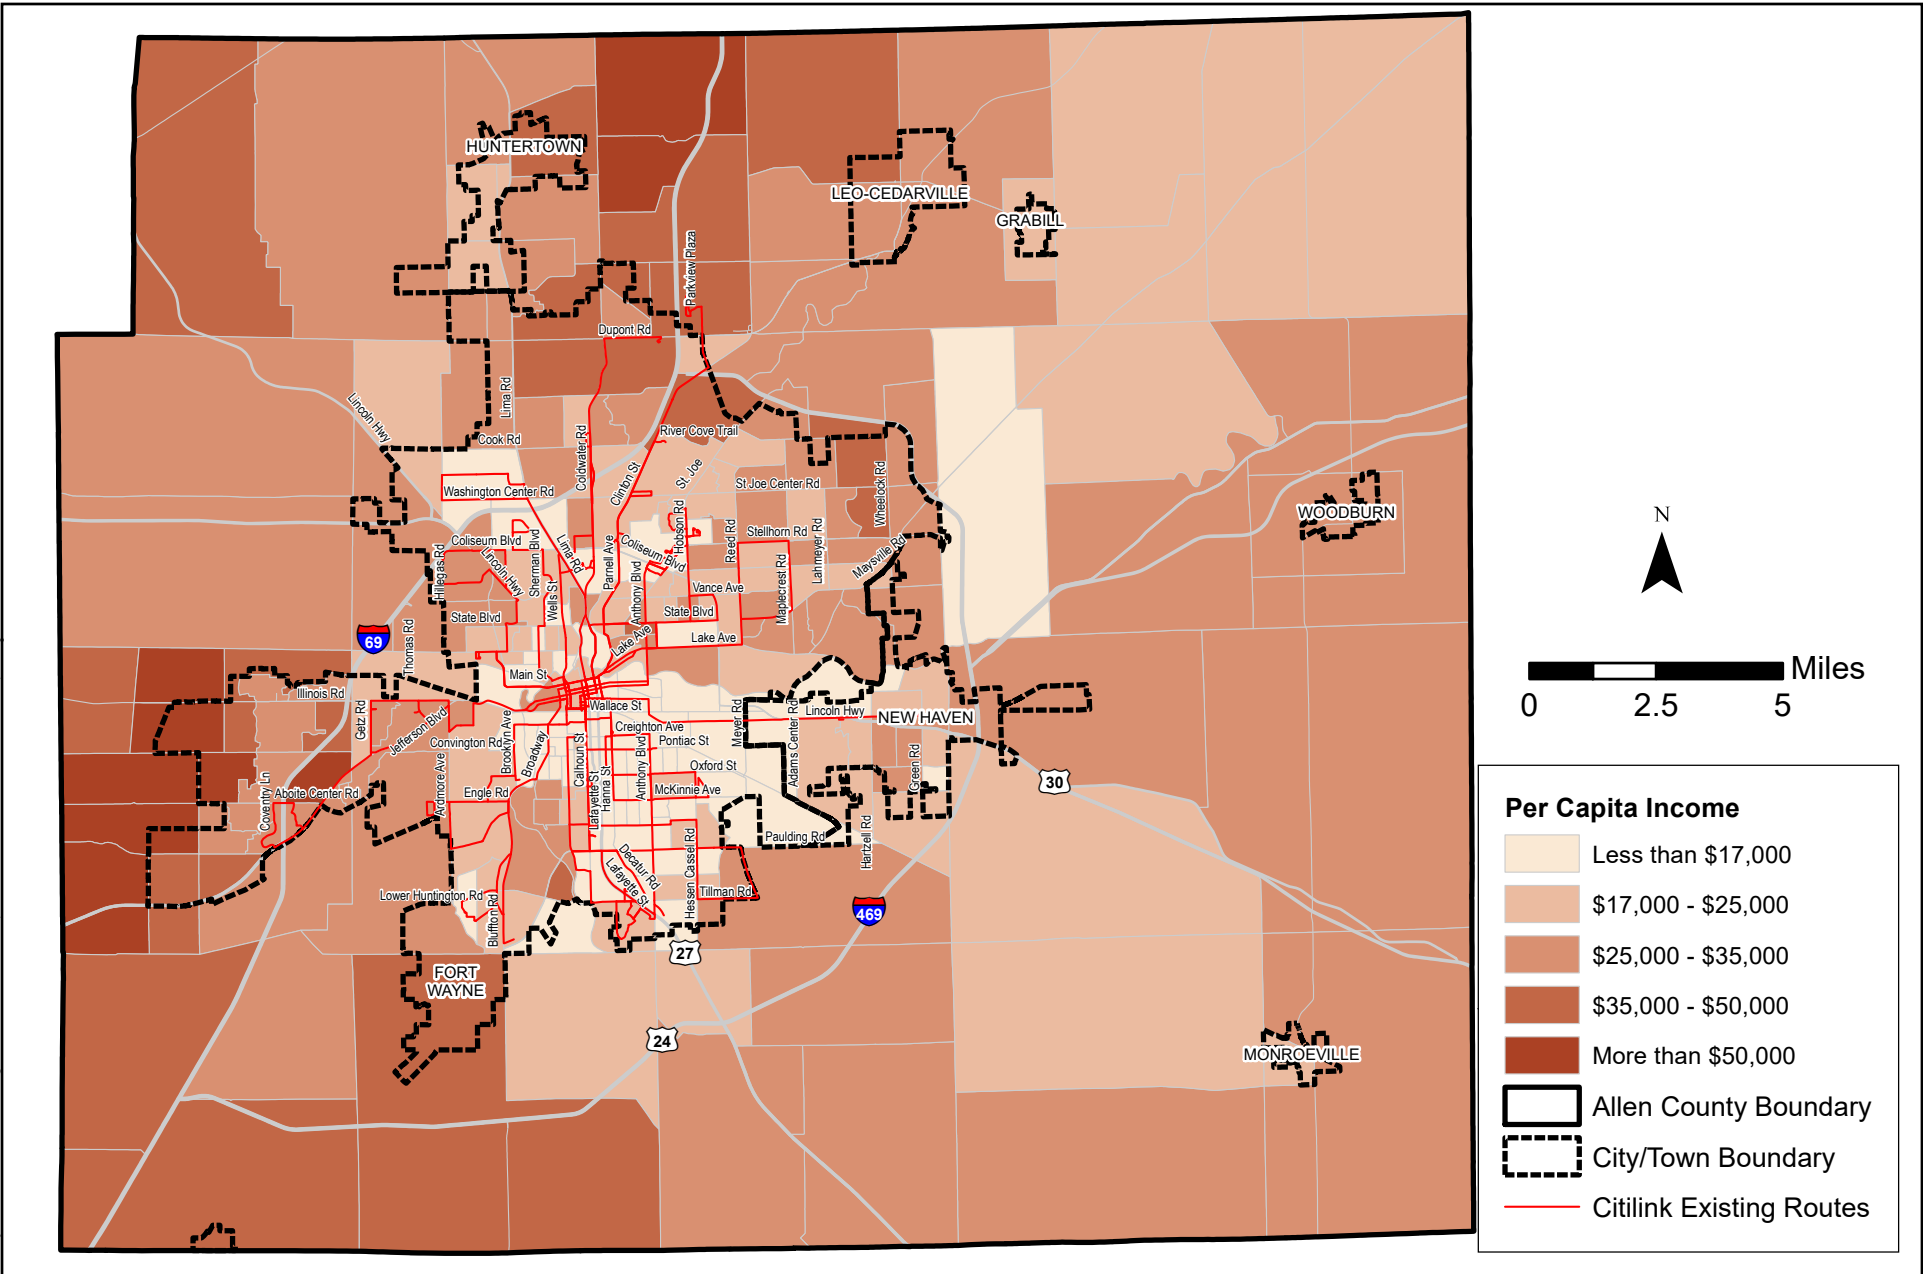 HUNTERTOWN
LEO-CEDARVILLE
GRABILL
Parkview Plaza
Dupont Rd
Lima Rd
Lincoln Hwy
Cook Rd
Coldwater Rd
River Cove Trail
Clinton St
St. Joe
St Joe Center Rd
Wheelock Rd
Washington Center Rd
WOODBURN
Hobson Rd
Reed Rd
Stellhorn Rd
Lahmeyer Rd
Maysville Rd
Coliseum Blvd
Lincoln Hwy
Sherman Blvd
Lima Rd
Parnell Ave
Coliseum Blvd
Hillegas Rd
Wells St
Anthony Blvd
Vance Ave
Maplecrest Rd
State Blvd
State Blvd
69
Thomas Rd
Lake Ave
Lake Ave
Main St
Illinois Rd
Getz Rd
Jefferson Blvd
Wallace St
Meyer Rd
Adams Center Rd
Lincoln Hwy
NEW HAVEN
Creighton Ave
Convington Rd
Brooklyn Ave
Broadway
Calhoun St
Pontiac St
Anthony Blvd
Oxford St
Green Rd
30
Coventry Ln
Aboite Center Rd
Ardmore Ave
Engle Rd
Lafayette St
Hanna St
McKinnie Ave
Paulding Rd
Hartzell Rd
Hessen Cassel Rd
Decatur Rd
Lafayette St
Tillman Rd
Lower Huntington Rd
Bluffton Rd
469
27
FORT
WAYNE
24
MONROEVILLE
N
Miles
0 2.5 5
Per Capita Income
Less than $17,000
$17,000 - $25,000
$25,000 - $35,000
$35,000 - $50,000
More than $50,000
Allen County Boundary
City/Town Boundary
Citilink Existing Routes